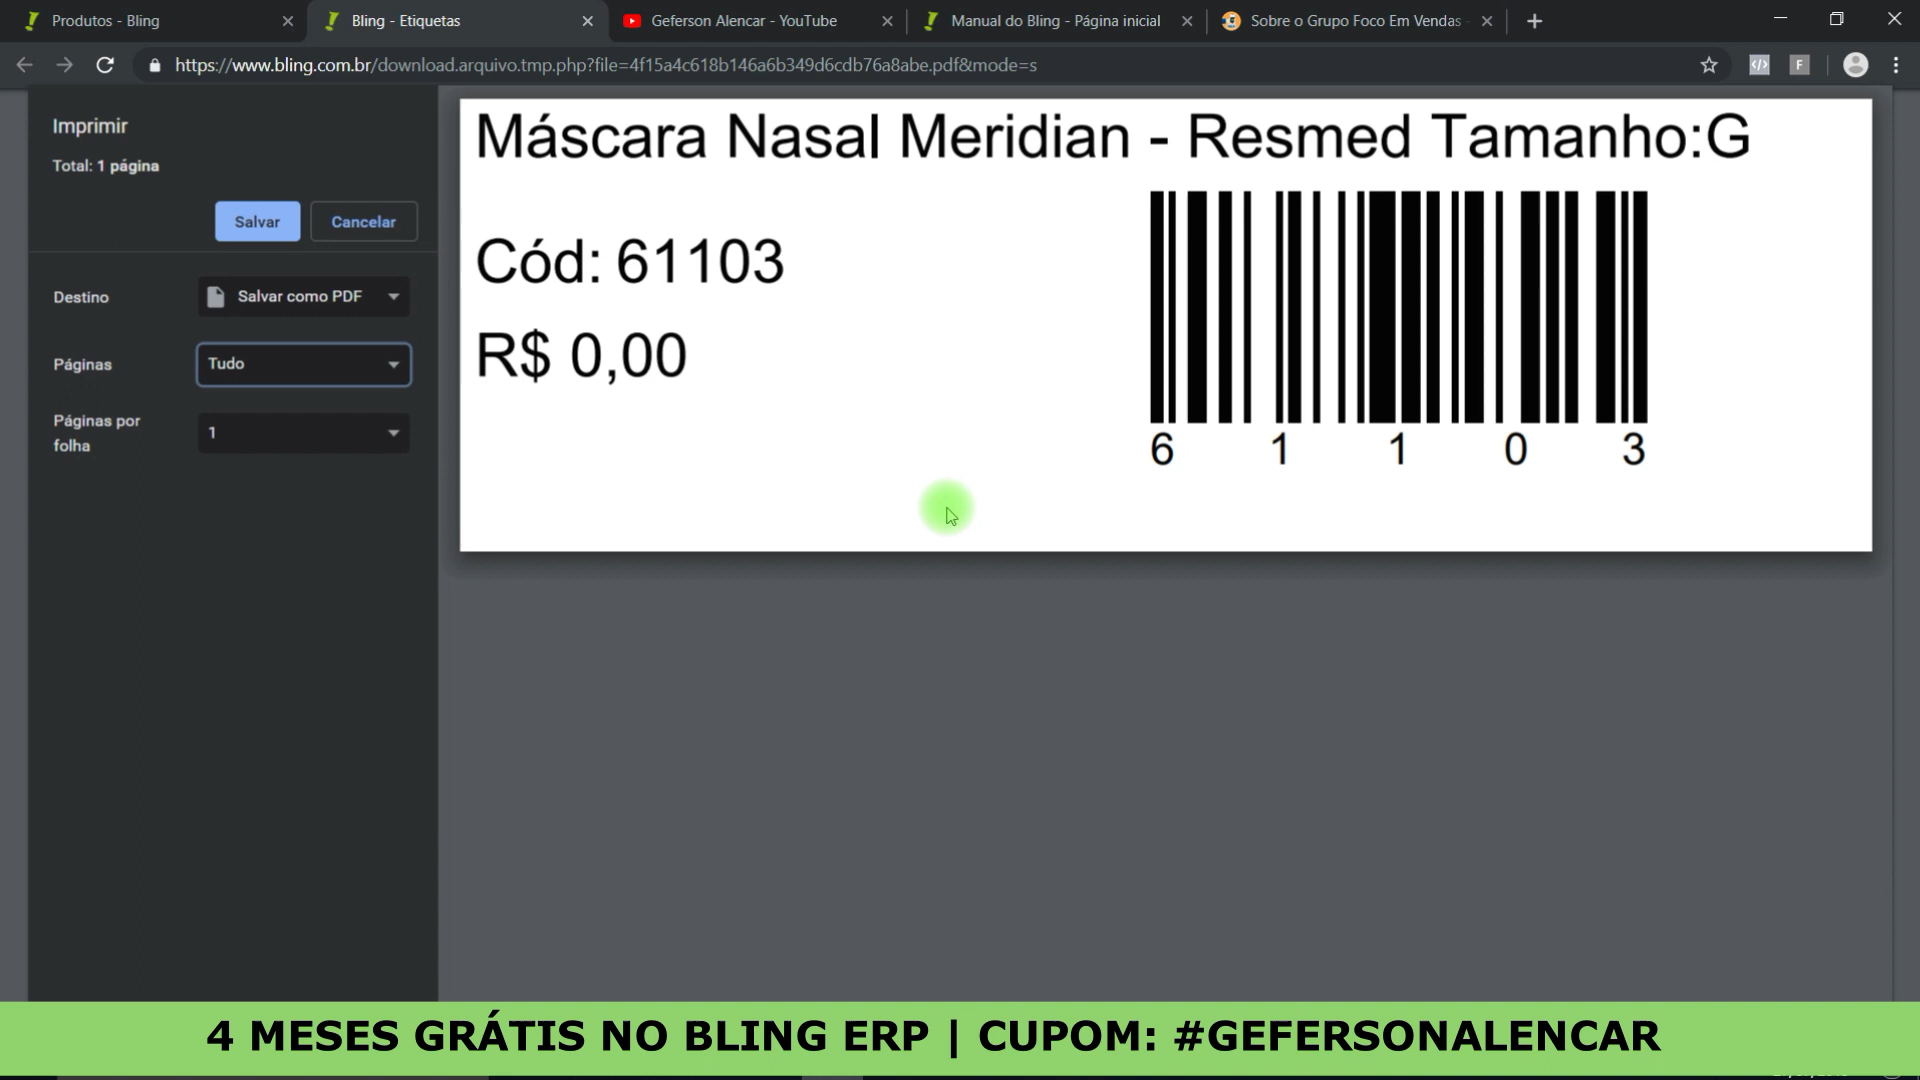 Produtos - Bling
Bling - Etiquetas
Geferson Alencar - YouTube
Manual do Bling - Página inicial
Sobre o Grupo Foco Em Vendas -
https://www.bling.com.br/download.arquivo.tmp.php?file=4f15a4c618b146a6b349d6cdb76a8abe.pdf&mode=s
F
Imprimir
Total: 1 página
Salvar
Cancelar
Destino
Salvar como PDF
Páginas
Tudo
Páginas por
folha
1
Máscara Nasal Meridian - Resmed Tamanho:G
Cód: 61103
R$ 0,00
6 1 1 0 3
4 MESES GRÁTIS NO BLING ERP | CUPOM: #GEFERSONALENCAR